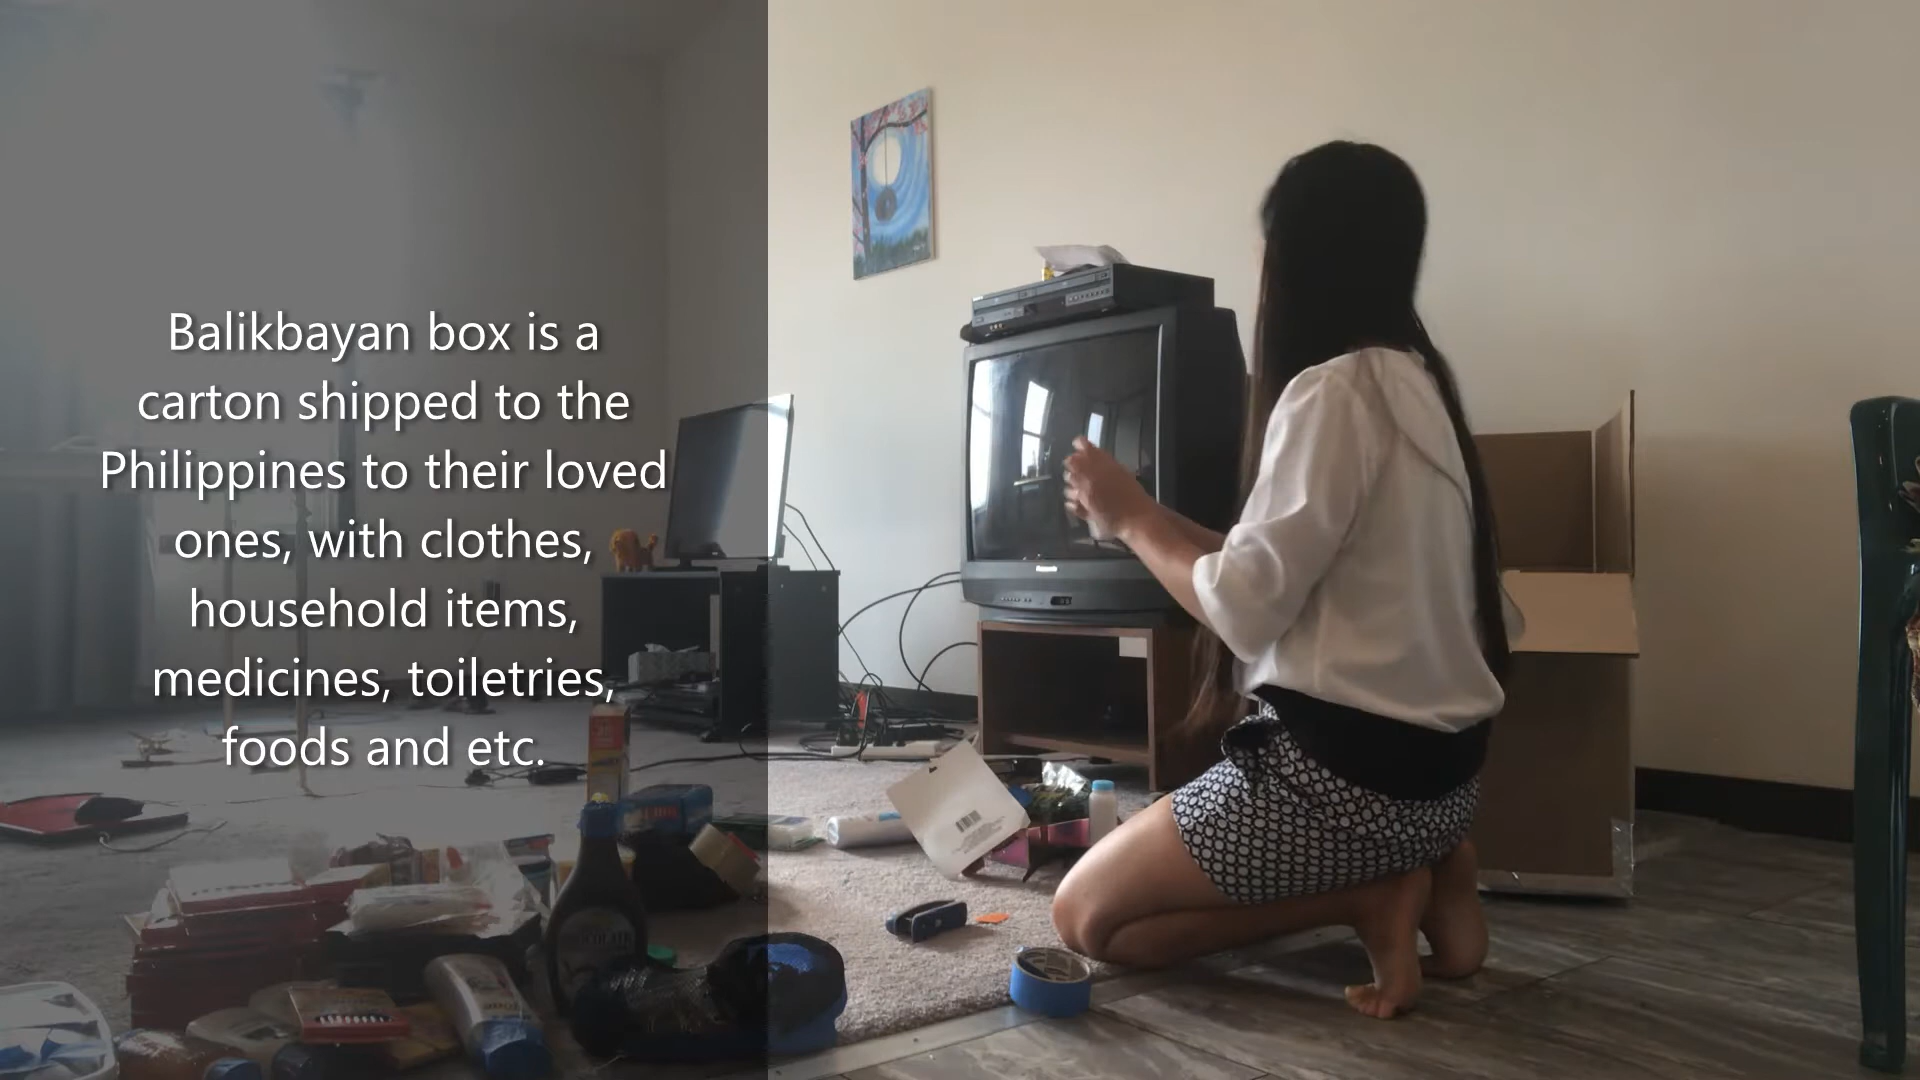 Balikbayan box is a
carton shipped to the
Philippines to their loved
ones, with clothes,
household items,
medicines, toiletries,
foods and etc.
Panasonic